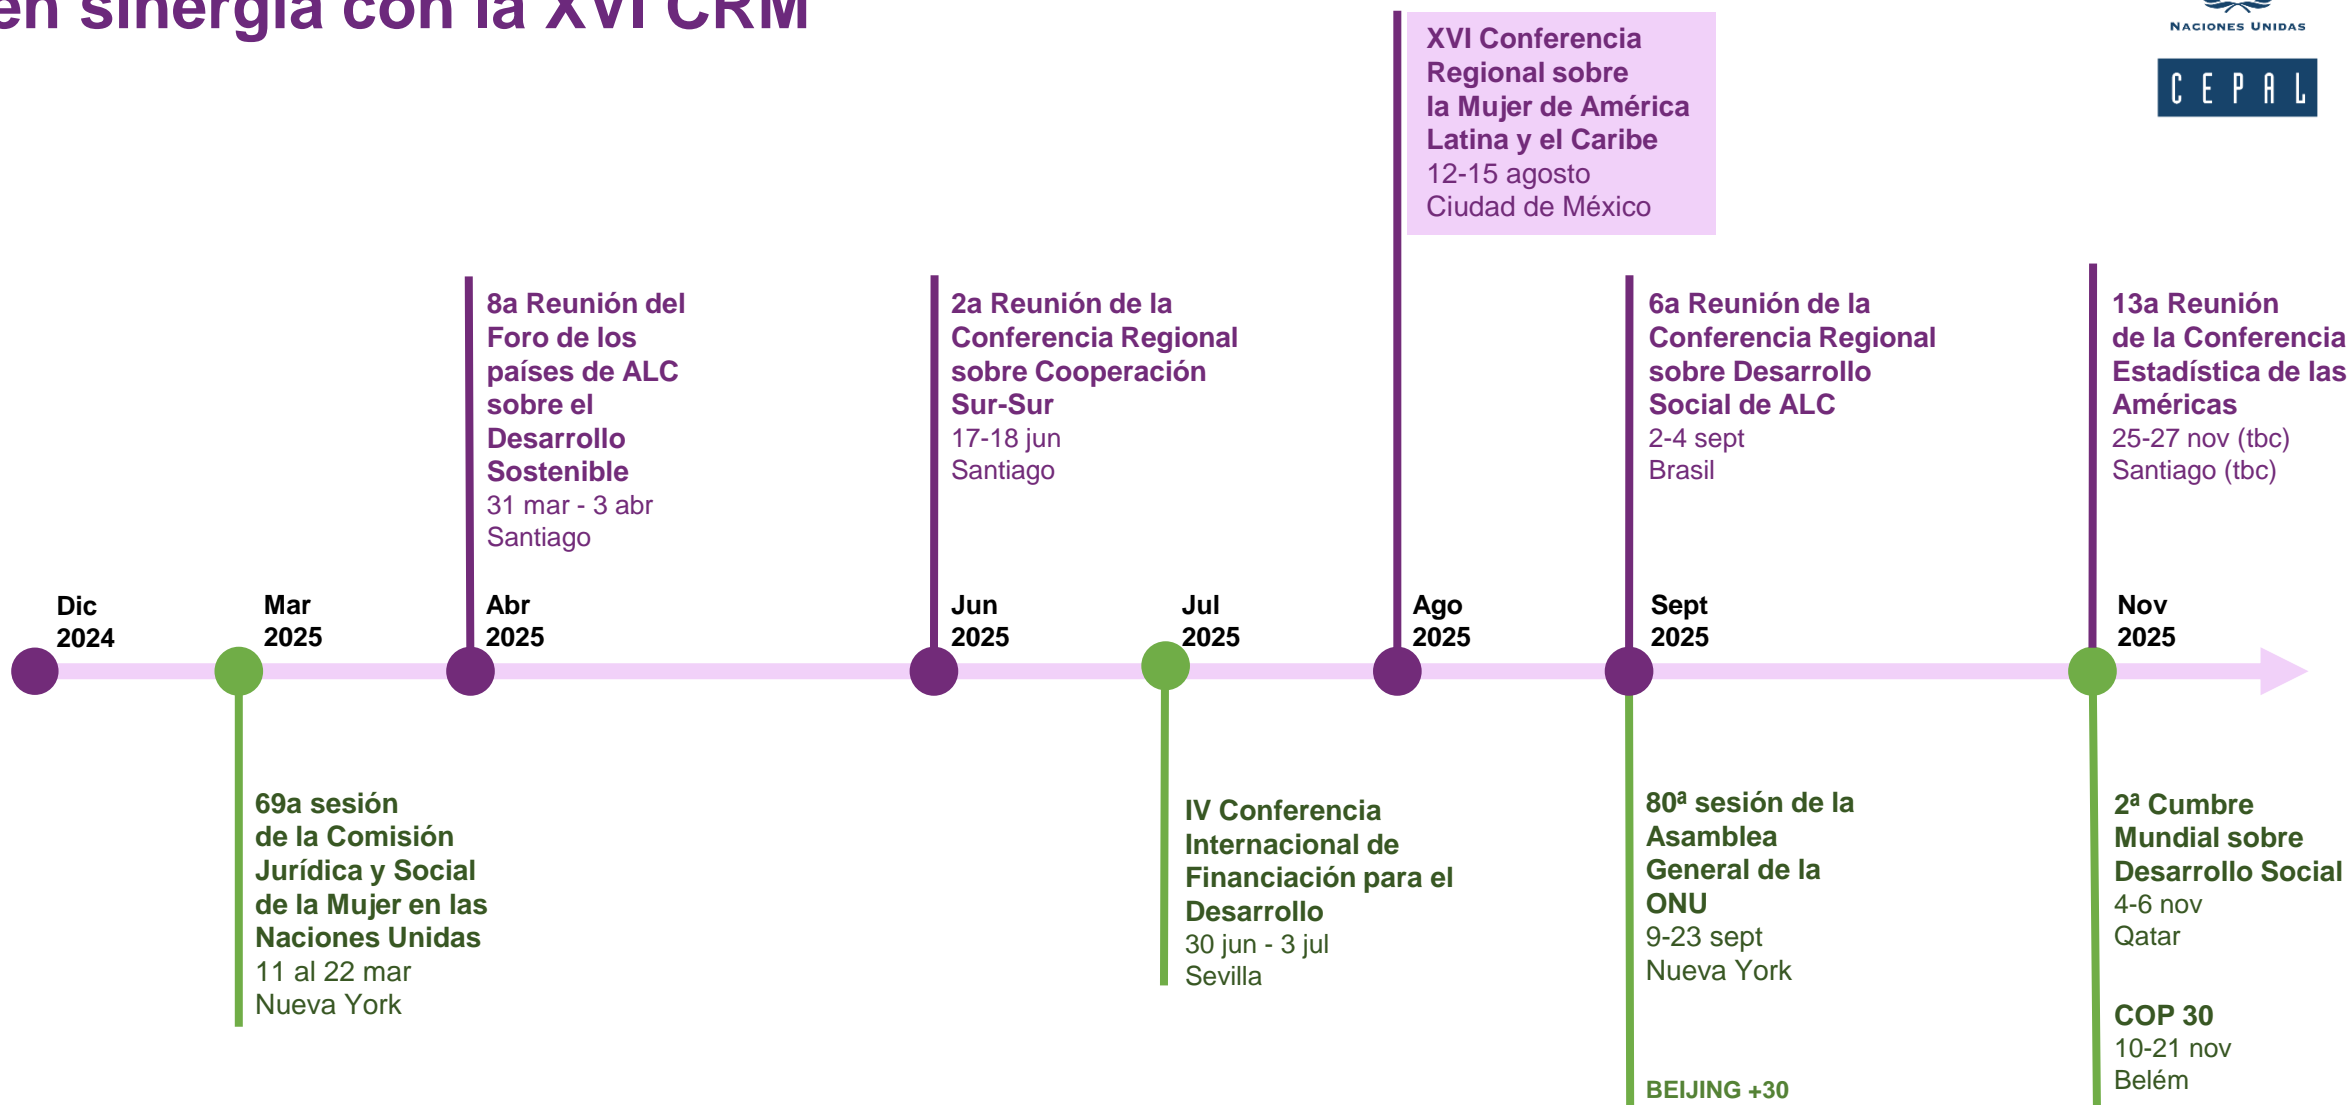 en sinergia con la XVI CRM
NACIONES UNIDAS
CEPAL
XVI Conferencia
Regional sobre
la Mujer de América
Latina y el Caribe
12-15 agosto
Ciudad de México
8a Reunión del
Foro de los
países de ALC
sobre el
Desarrollo
Sostenible
31 mar - 3 abr
Santiago
2a Reunión de la
Conferencia Regional
sobre Cooperación
Sur-Sur
17-18 jun
Santiago
6a Reunión de la
Conferencia Regional
sobre Desarrollo
Social de ALC
2-4 sept
Brasil
13a Reunión
de la Conferencia
Estadística de las
Américas
25-27 nov (tbc)
Santiago (tbc)
Dic
2024
Mar
2025
Abr
2025
Jun
2025
Jul
2025
Ago
2025
Sept
2025
Nov
2025
69a sesión
de la Comisión
Jurídica y Social
de la Mujer en las
Naciones Unidas
11 al 22 mar
Nueva York
IV Conferencia
Internacional de
Financiación para el
Desarrollo
30 jun - 3 jul
Sevilla
80ª sesión de la
Asamblea
General de la
ONU
9-23 sept
Nueva York
BEIJING +30
2ª Cumbre
Mundial sobre
Desarrollo Social
4-6 nov
Qatar
COP 30
10-21 nov
Belém